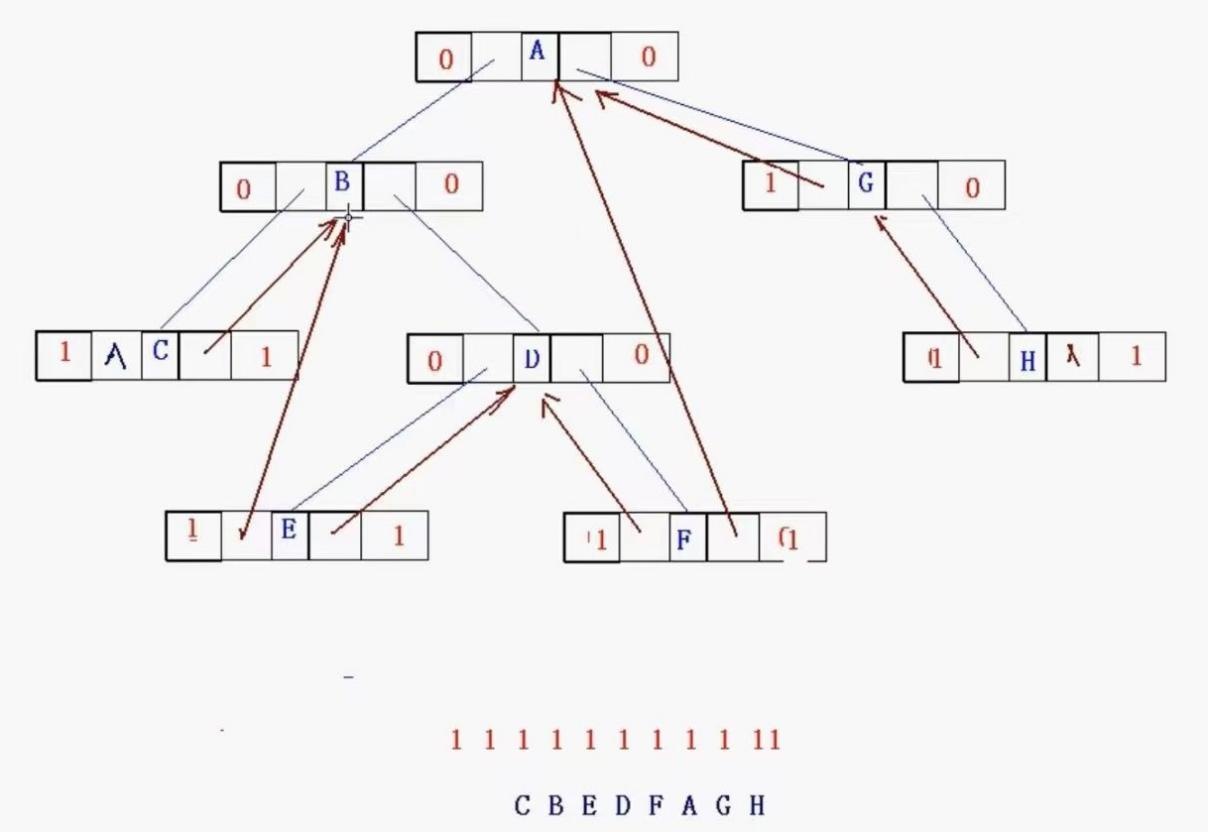 0 A 0
0 B 0
1 G 0
1 Λ C 1
0 D 0
1 H λ 1
1 E 1
1 F 1
1 1 1 1 1 1 1 1 1 11
C B E D F A G H